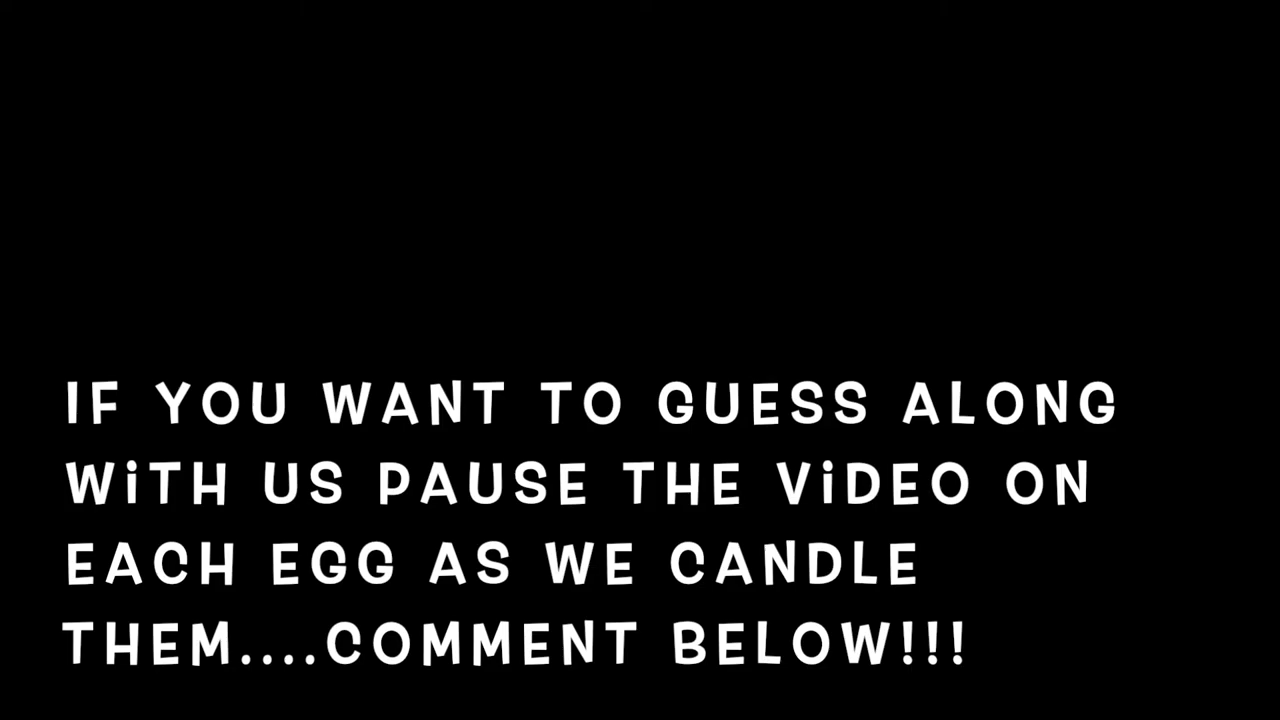 IF YOU WANT TO GUESS ALONG
WiTH US PAUSE THE ViDEO ON
EACH EGG AS WE CANDLE
THEM....COMMENT BELOW!!!